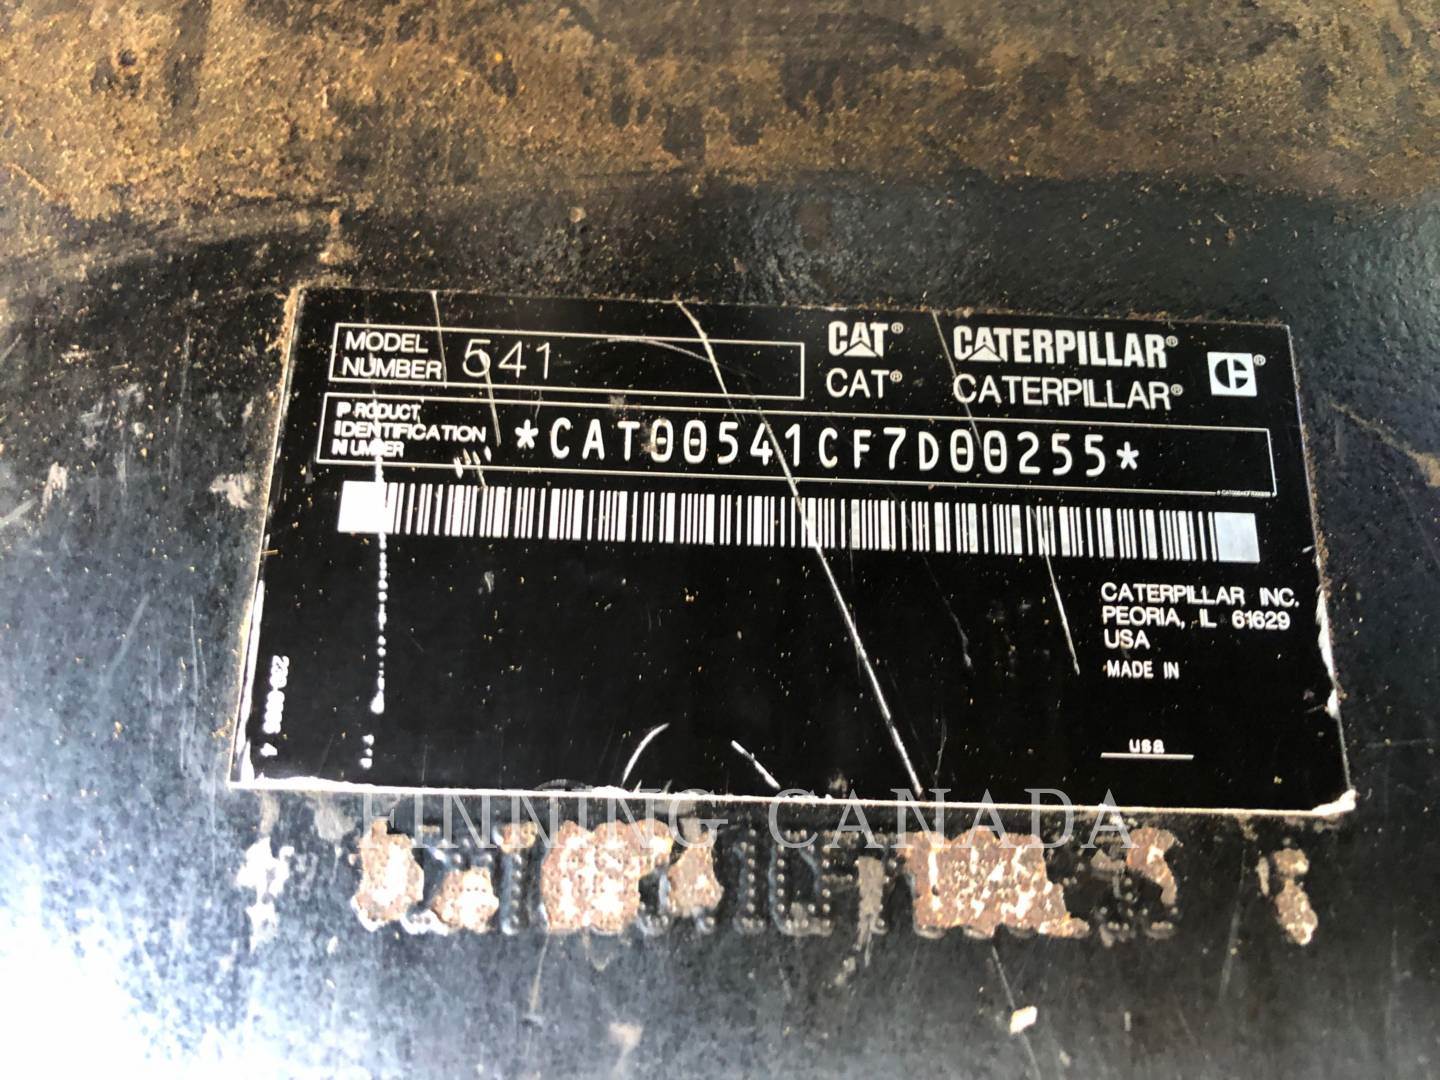 MODEL NUMBER 541
CAT® CATERPILLAR®
CAT® CATERPILLAR®
PRODUCT IDENTIFICATION NUMBER *CAT00541CF7D00255*
CATERPILLAR INC.
PEORIA, IL 61629
USA
MADE IN
usa
FINNING CANADA